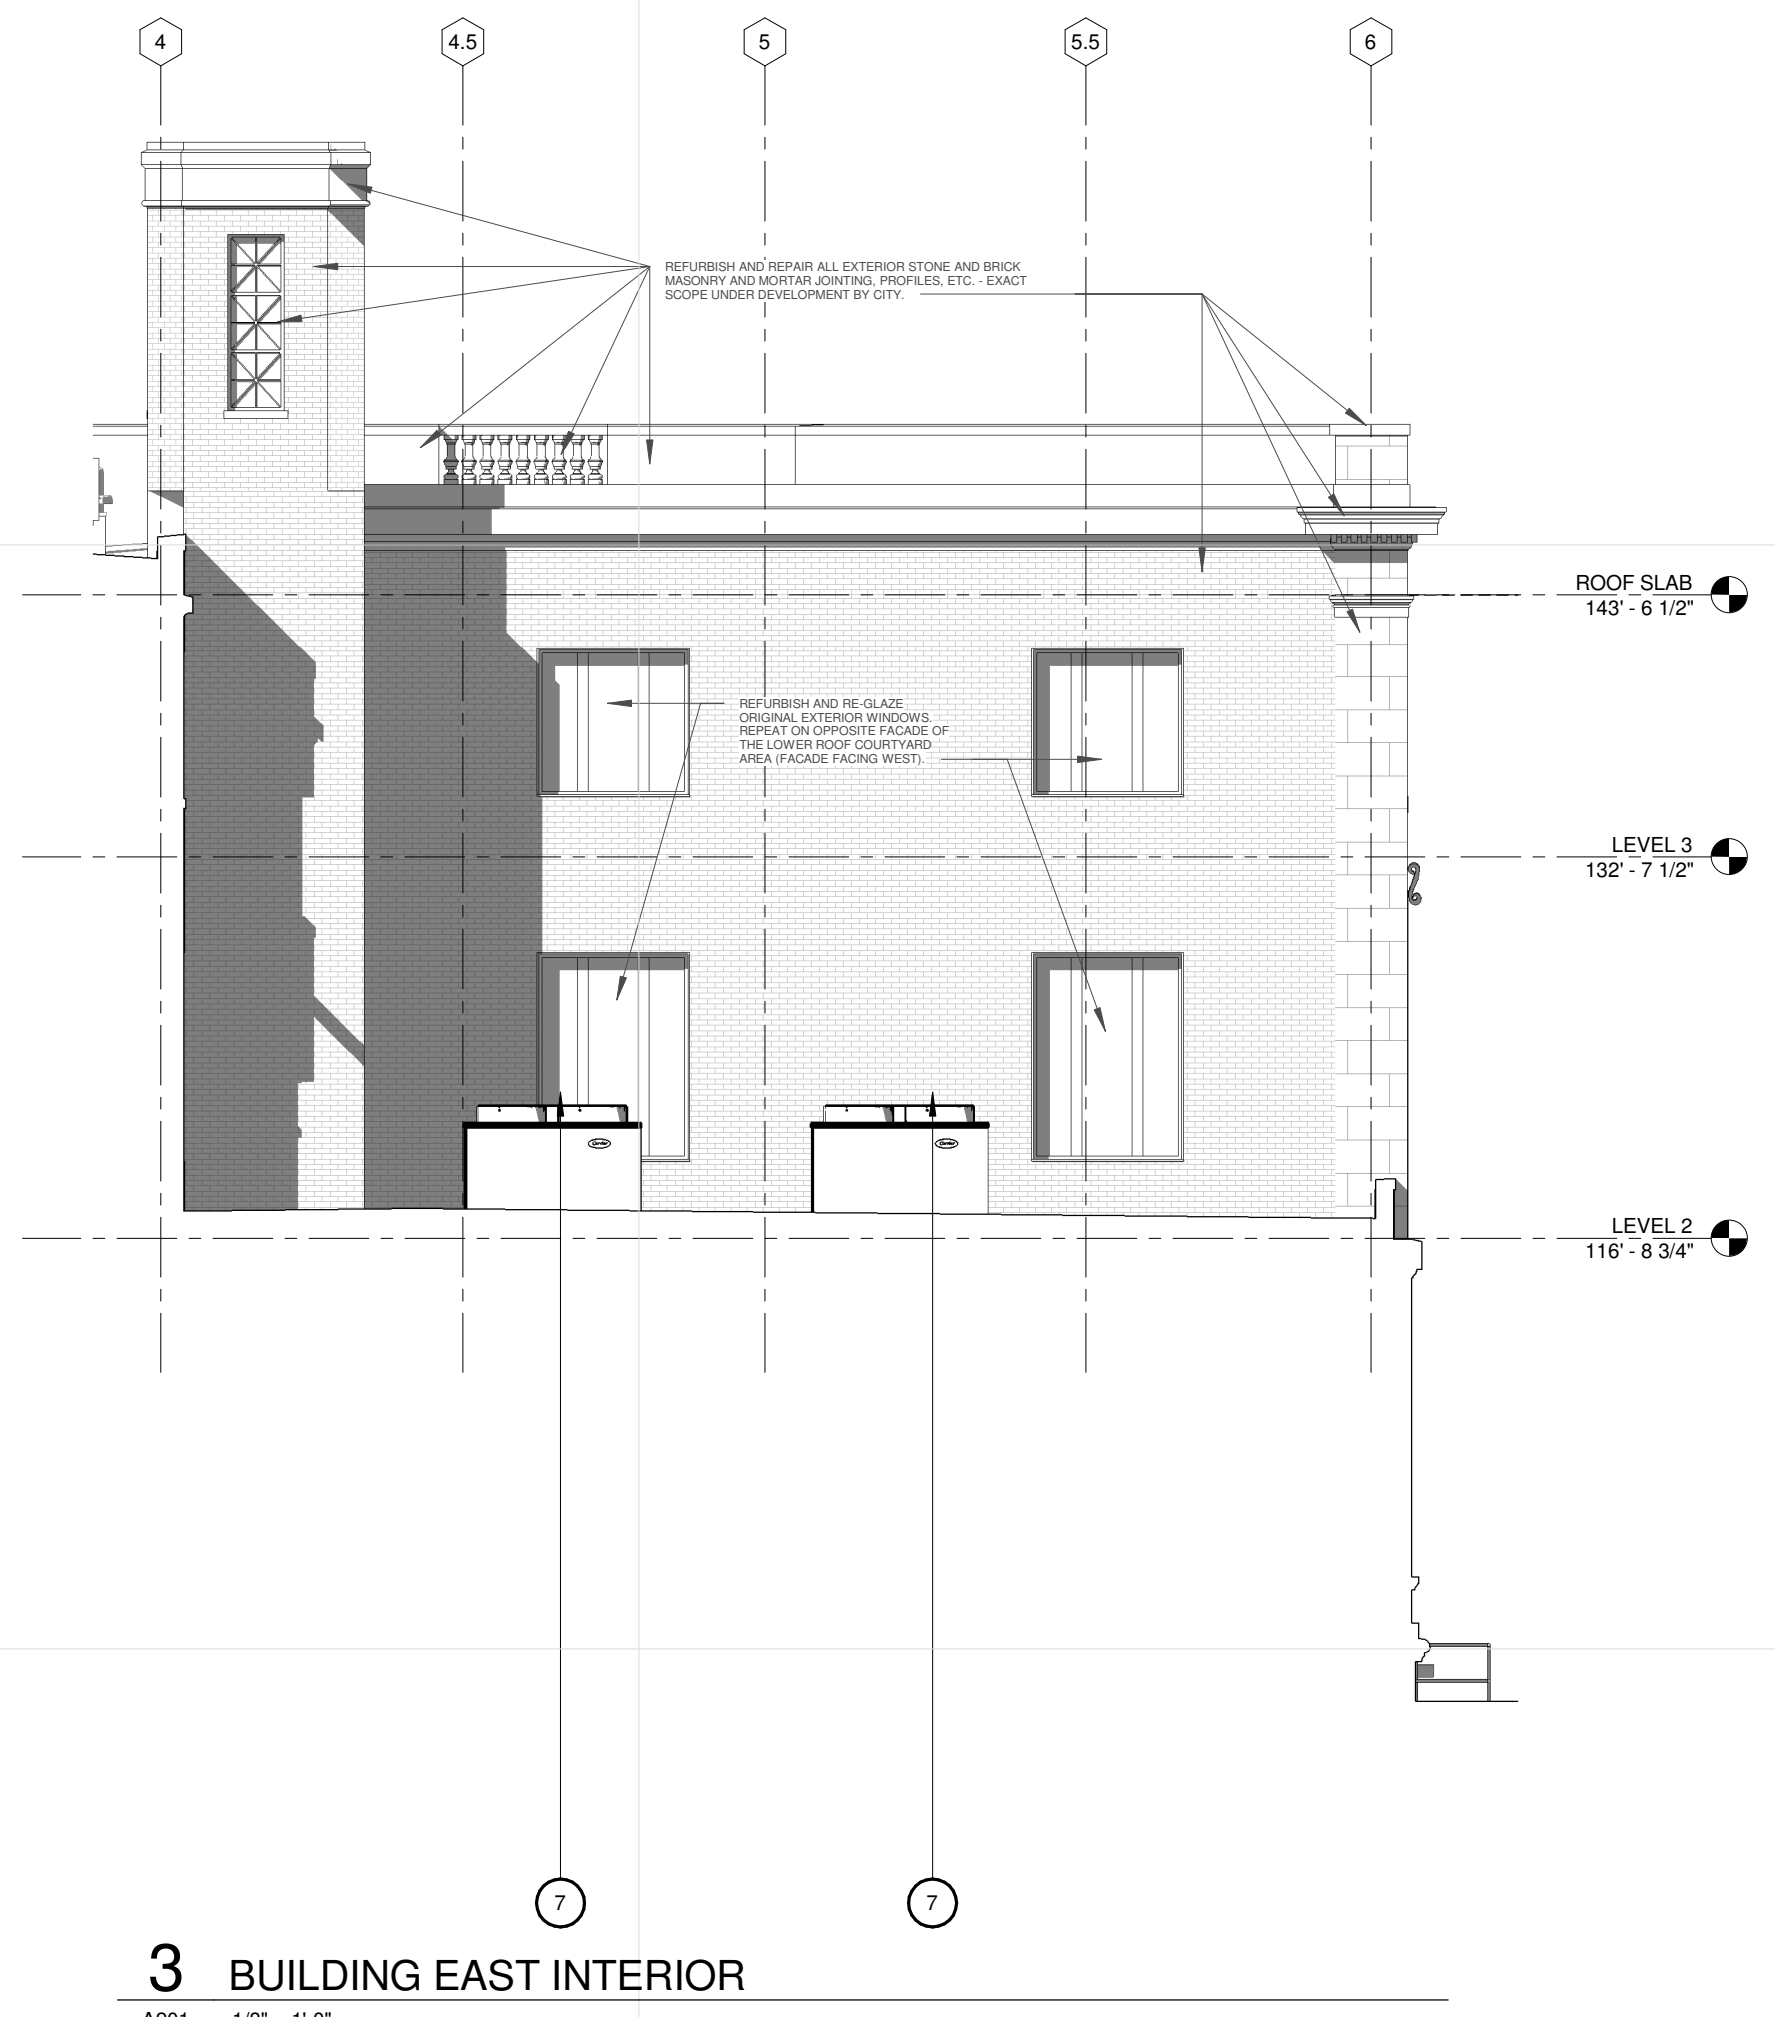 4
4.5
5
5.5
6
REFURBISH AND REPAIR ALL EXTERIOR STONE AND BRICK
MASONRY AND MORTAR JOINTING, PROFILES, ETC. - EXACT
SCOPE UNDER DEVELOPMENT BY CITY.
ROOF SLAB
143' - 6 1/2"
REFURBISH AND RE-GLAZE
ORIGINAL EXTERIOR WINDOWS.
REPEAT ON OPPOSITE FACADE OF
THE LOWER ROOF COURTYARD
AREA (FACADE FACING WEST).
LEVEL 3
132' - 7 1/2"
Carrier
Carrier
LEVEL 2
116' - 8 3/4"
7
7
3 BUILDING EAST INTERIOR